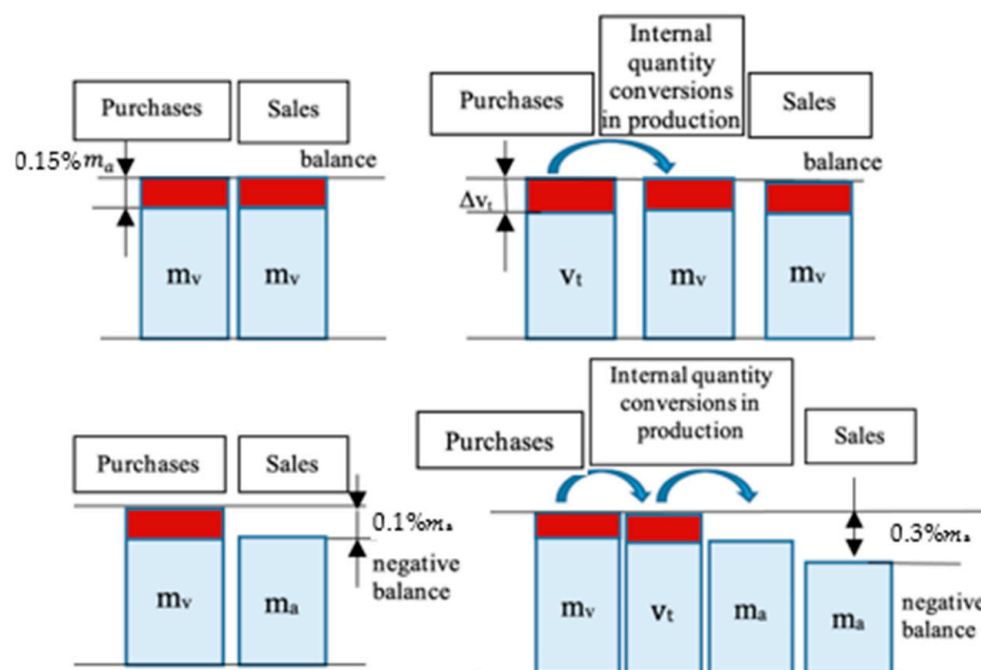 Purchases
Sales
0.15%mₐ
balance
mᵥ
mᵥ
Purchases
Internal
quantity
conversions
in production
Sales
balance
Δvₜ
vₜ
mᵥ
mᵥ
Purchases
Sales
0.1%mₐ
negative
balance
mᵥ
mₐ
Purchases
Internal quantity
conversions in
production
Sales
0.3%mₐ
negative
balance
mᵥ
vₜ
mₐ
mₐ